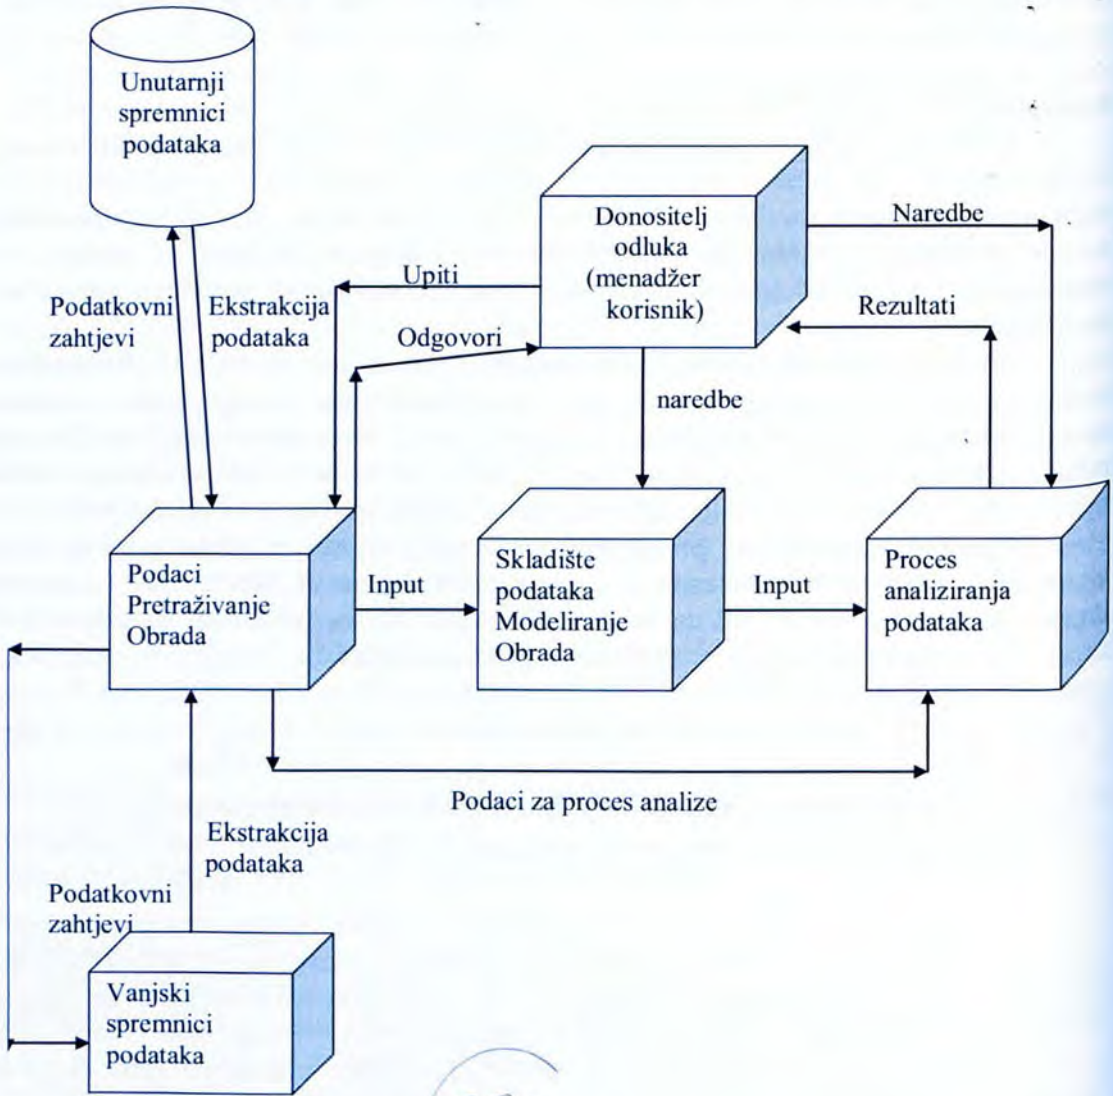 Unutarnji
spremnici
podataka
Donositelj
odluka
(menadžer
korisnik)
Naredbe
Upiti
Podatkovni
zahtjevi
Ekstrakcija
podataka
Odgovori
Rezultati
naredbe
Podaci
Pretraživanje
Obrada
Input
Skladište
podataka
Modeliranje
Obrada
Input
Proces
analiziranja
podataka
Podaci za proces analize
Ekstrakcija
podataka
Podatkovni
zahtjevi
Vanjski
spremnici
podataka